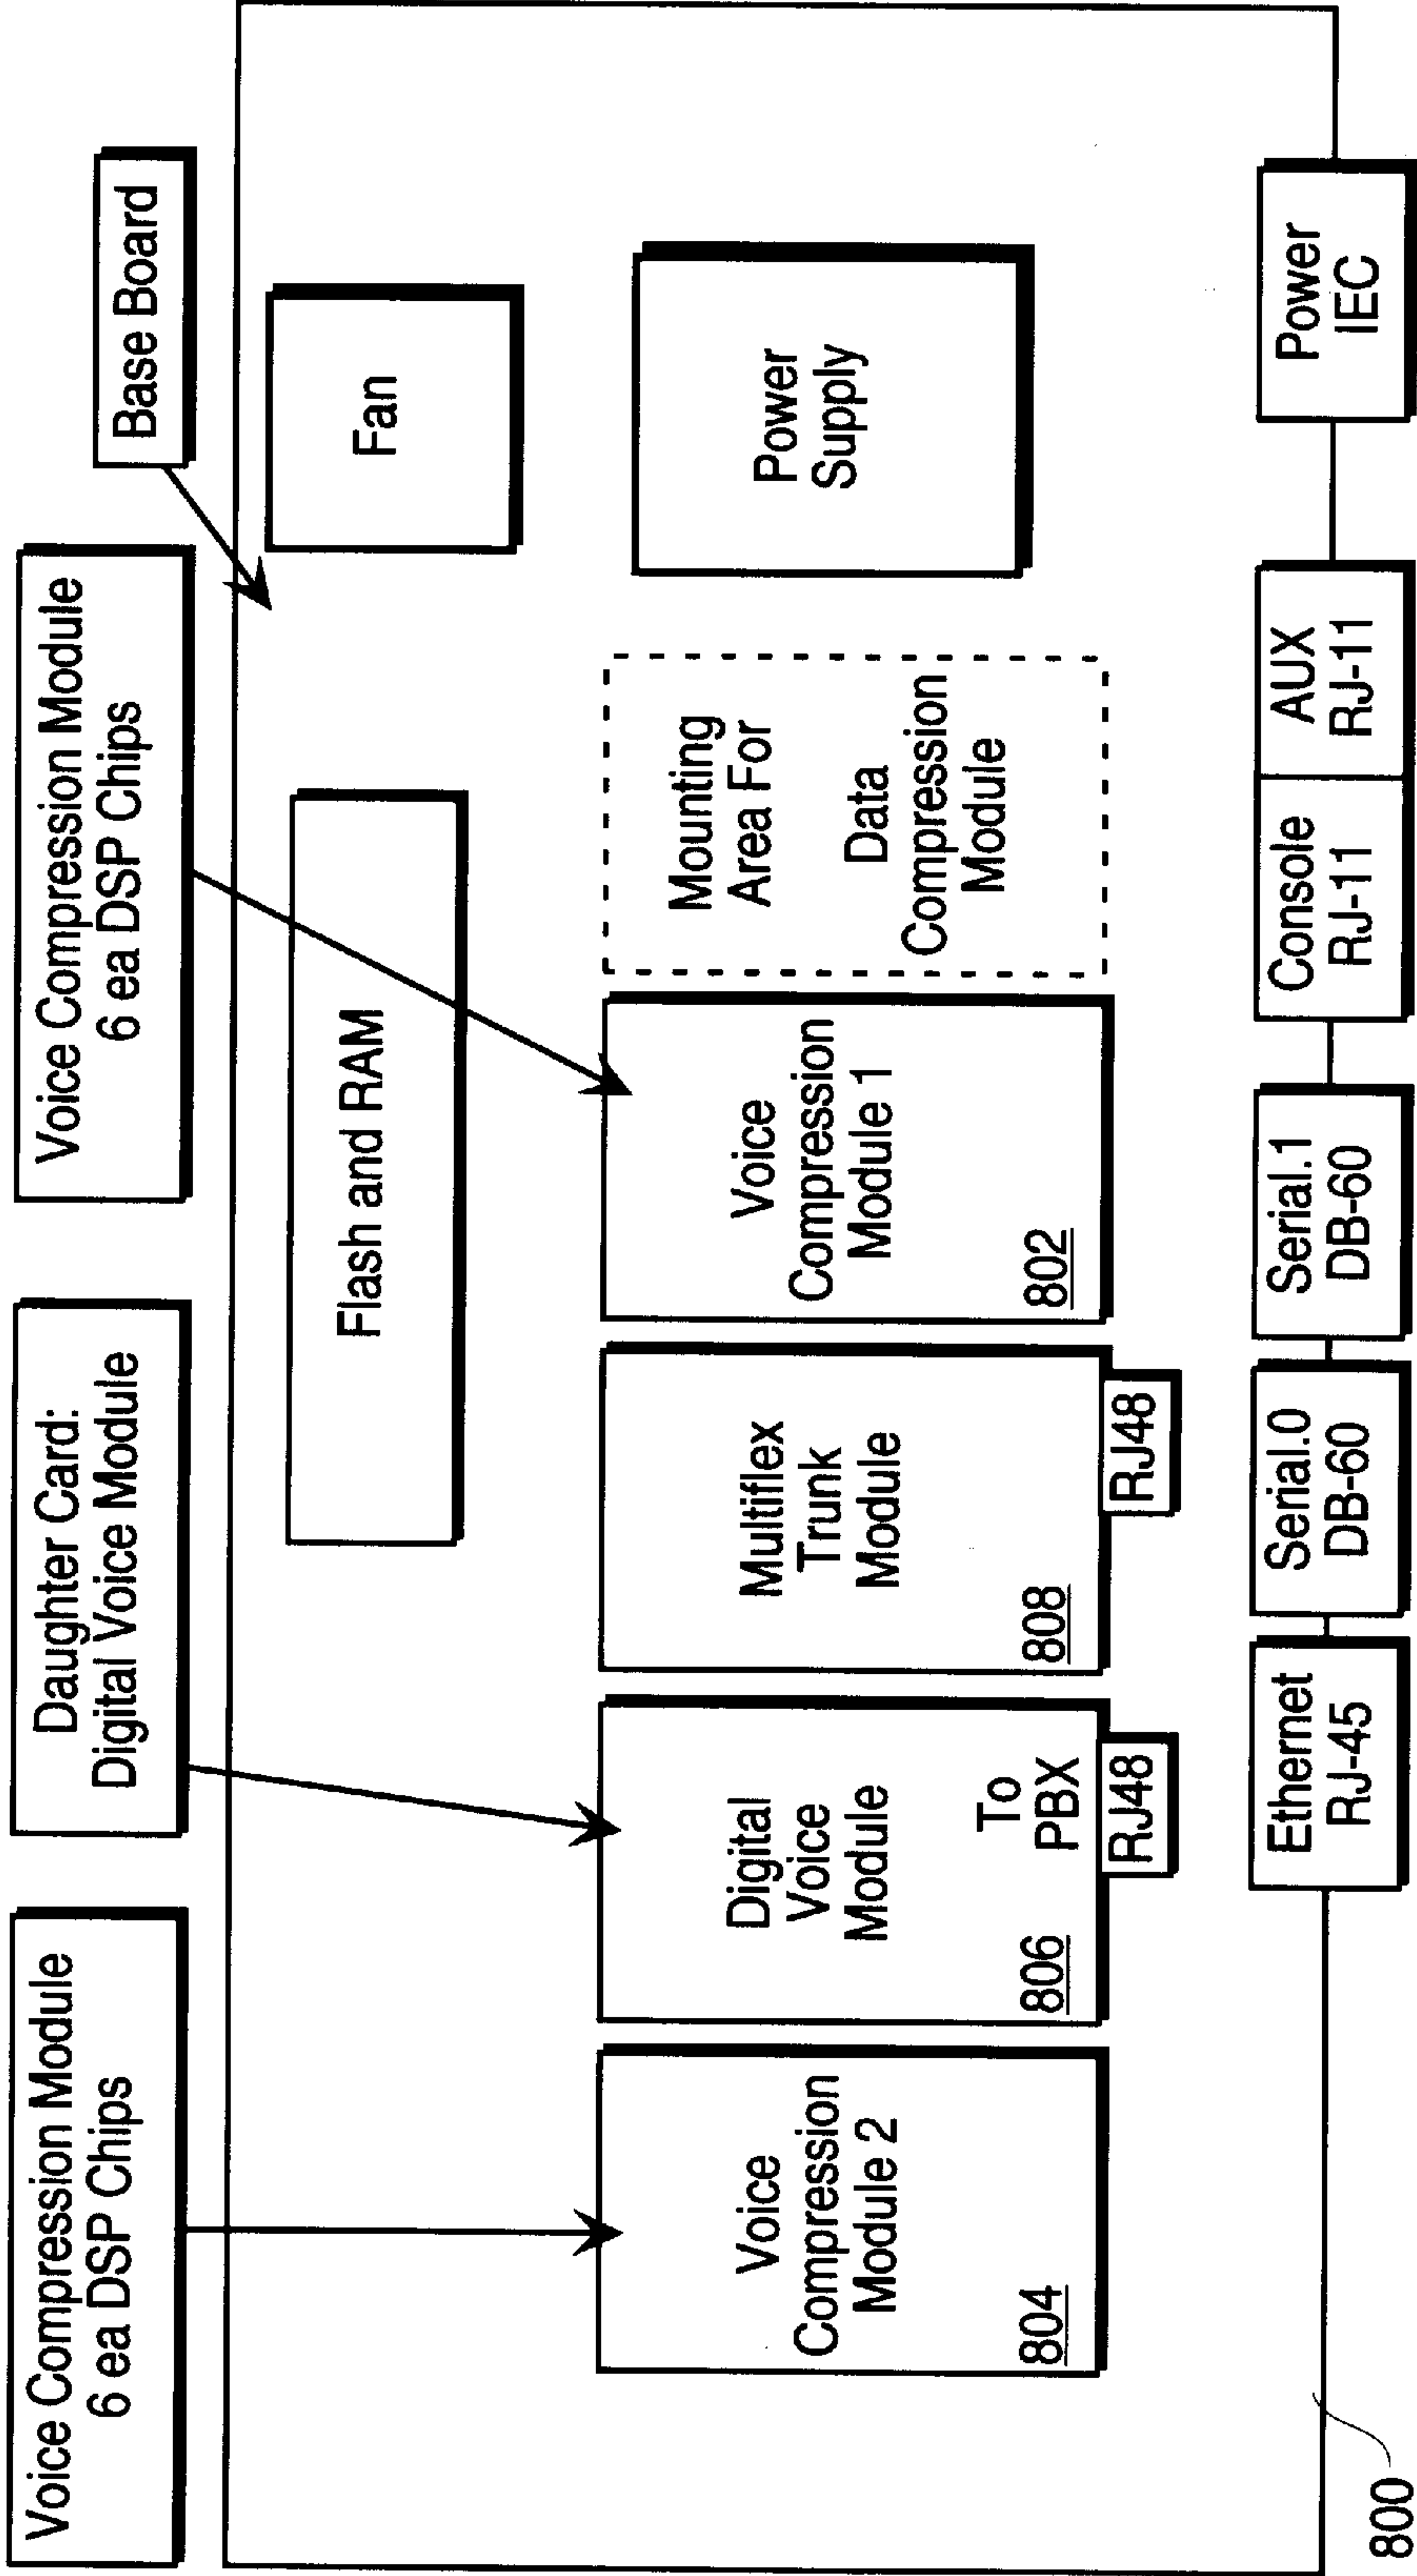 Voice Compression Module
6 ea DSP Chips
Daughter Card:
Digital Voice Module
Voice Compression Module
6 ea DSP Chips
Base Board
Flash and RAM
Fan
Voice
Compression
Module 2
804
Digital
Voice
Module
To
PBX
806
RJ48
Multiflex
Trunk
Module
808
RJ48
Voice
Compression
Module 1
802
Mounting
Area For
Data
Compression
Module
Power
Supply
Ethernet
RJ-45
Serial.0
DB-60
Serial.1
DB-60
Console
RJ-11
AUX
RJ-11
Power
IEC
800